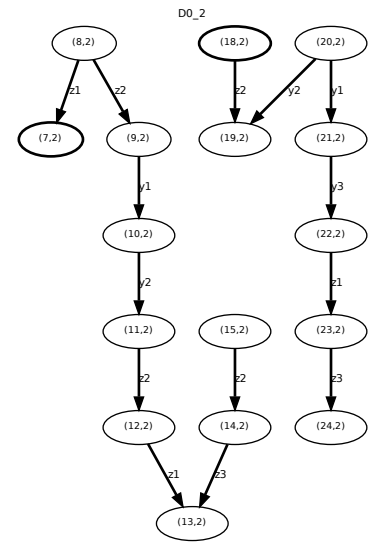 D0_2
(8,2)
(18,2)
(20,2)
z1
z2
z2
y2
y1
(7,2)
(9,2)
(19,2)
(21,2)
y1
y3
(10,2)
(22,2)
y2
z1
(11,2)
(15,2)
(23,2)
z2
z2
z3
(12,2)
(14,2)
(24,2)
z1
z3
(13,2)